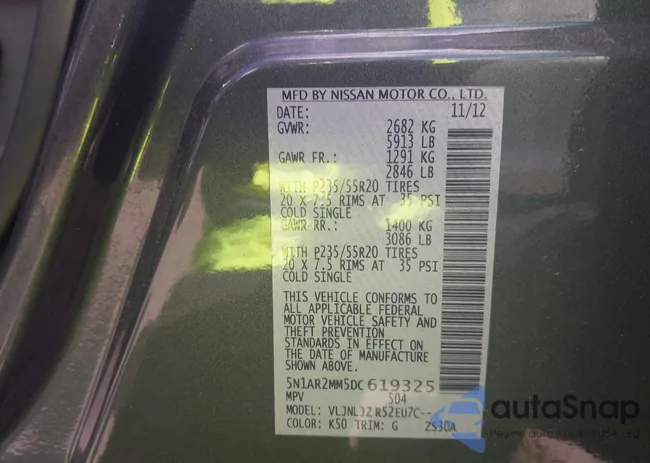 MFD BY NISSAN MOTOR CO., LTD.
DATE: 11/12
GVWR: 2682 KG
5913 LB
GAWR FR.: 1291 KG
2846 LB
WITH P235/55R20 TIRES
20 X 7.5 RIMS AT 35 PSI
COLD SINGLE
GAWR RR.: 1400 KG
3086 LB
WITH P235/55R20 TIRES
20 X 7.5 RIMS AT 35 PSI
COLD SINGLE
THIS VEHICLE CONFORMS TO
ALL APPLICABLE FEDERAL
MOTOR VEHICLE SAFETY AND
THEFT PREVENTION
STANDARDS IN EFFECT ON
THE DATE OF MANUFACTURE
SHOWN ABOVE.
5N1AR2MM5DC619325
MPV 504
MODEL: VLJNLJZ R52EU7C--
COLOR: K50 TRIM: G ZS30A
autoSnap